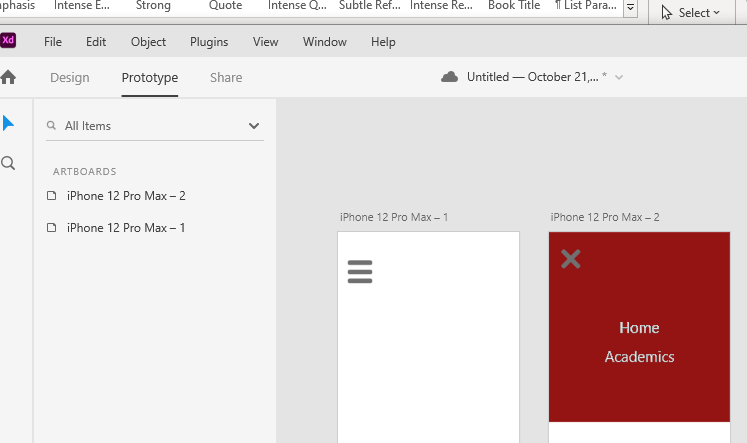 phasis Intense E... Strong Quote Intense Q... Subtle Ref... Intense Re... Book Title ¶ List Para... Select
Xd File Edit Object Plugins View Window Help
Design Prototype Share Untitled — October 21,... *
All Items
ARTBOARDS
iPhone 12 Pro Max – 2
iPhone 12 Pro Max – 1
iPhone 12 Pro Max – 1 iPhone 12 Pro Max – 2
Home
Academics